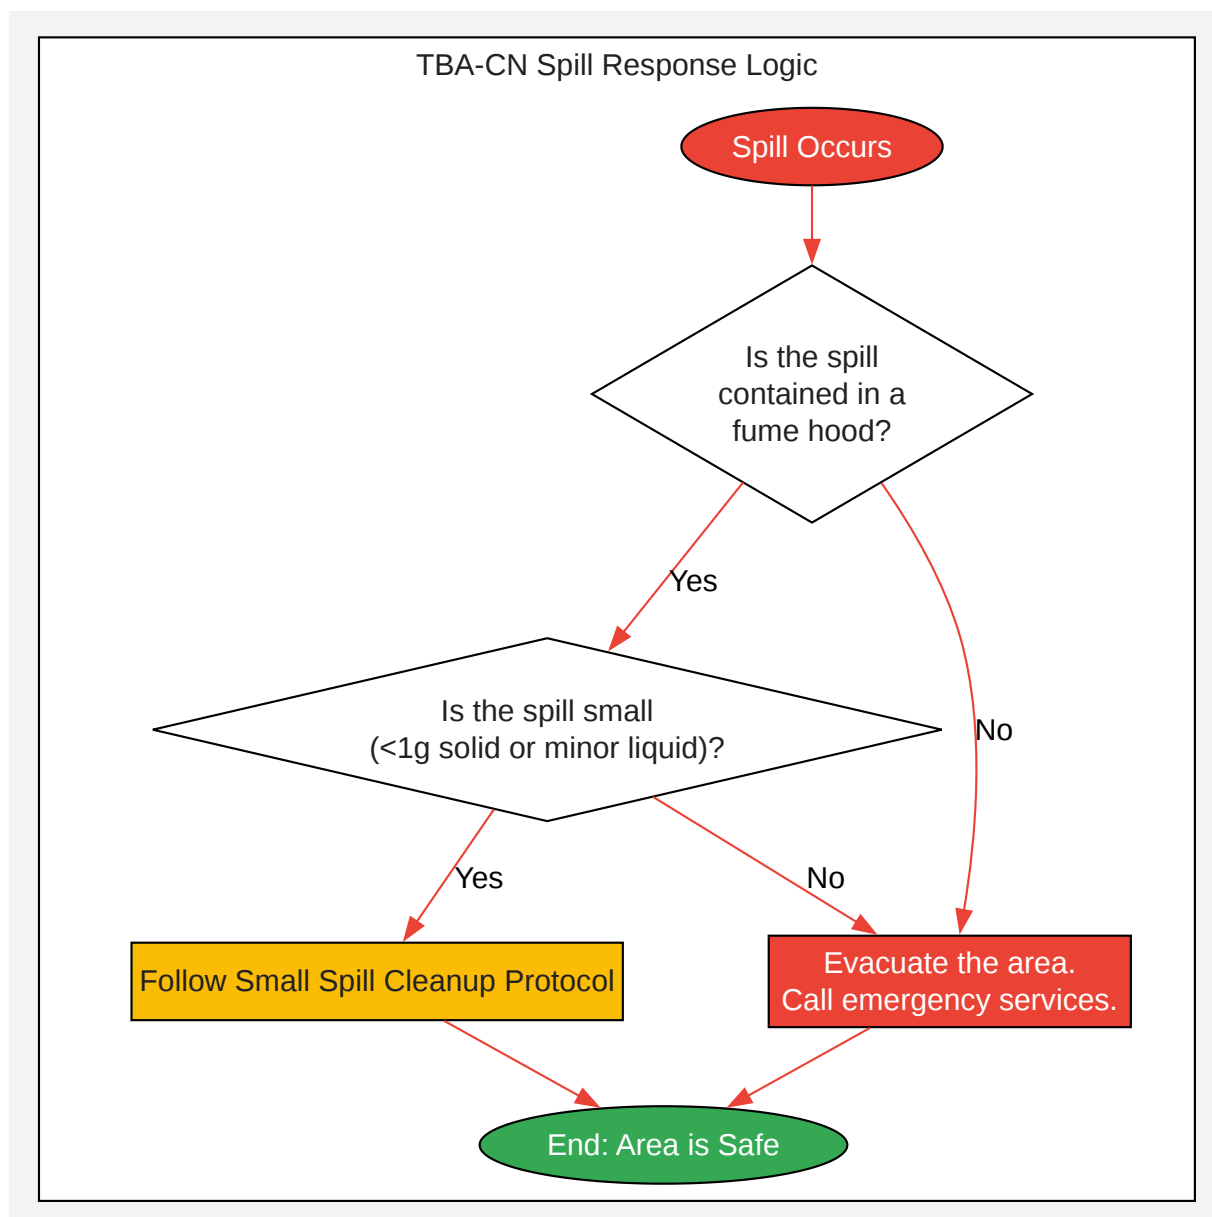 TBA-CN Spill Response Logic
Spill Occurs
Is the spill
contained in a
fume hood?
Yes
No
Is the spill small
(<1g solid or minor liquid)?
Yes
No
Follow Small Spill Cleanup Protocol
Evacuate the area.
Call emergency services.
End: Area is Safe